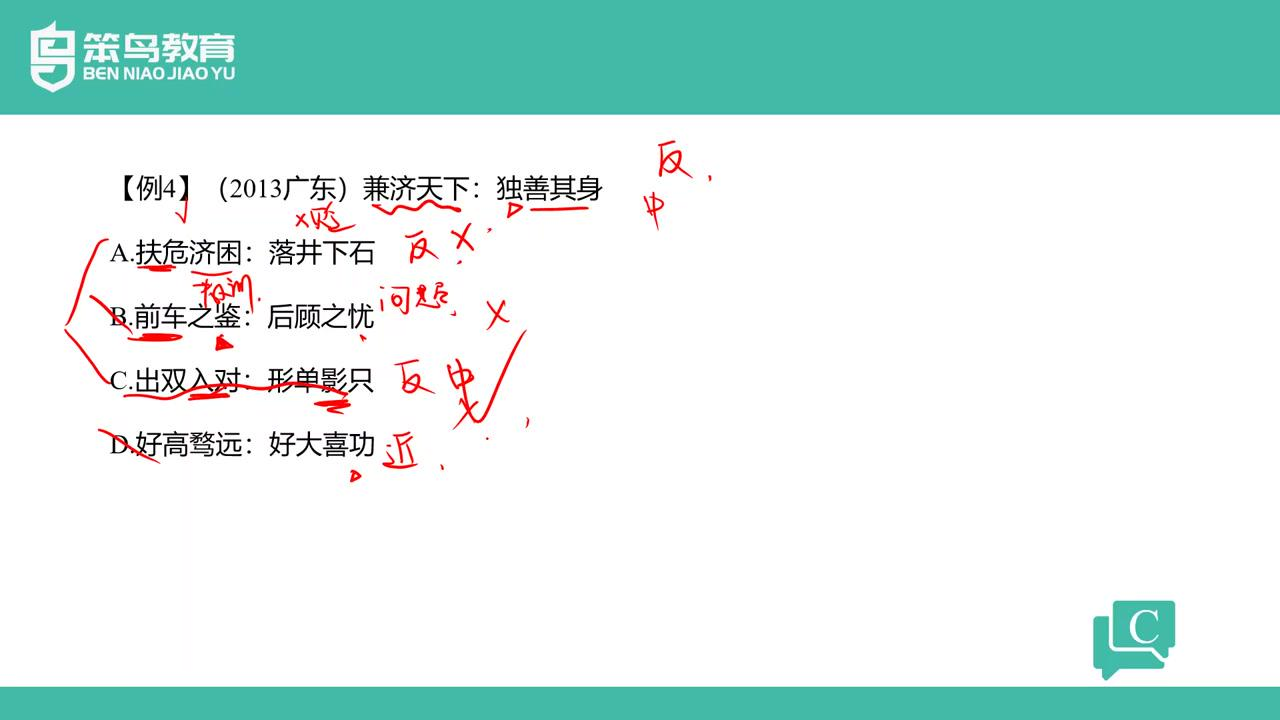 笨鸟教育
BEN NIAO JIAO YU
反
【例4】（2013广东）兼济天下：独善其身
中
A.扶危济困：落井下石
反
问题
B.前车之鉴：后顾之忧
C.出双入对：形单影只
反 中
D.好高骛远：好大喜功
近
C